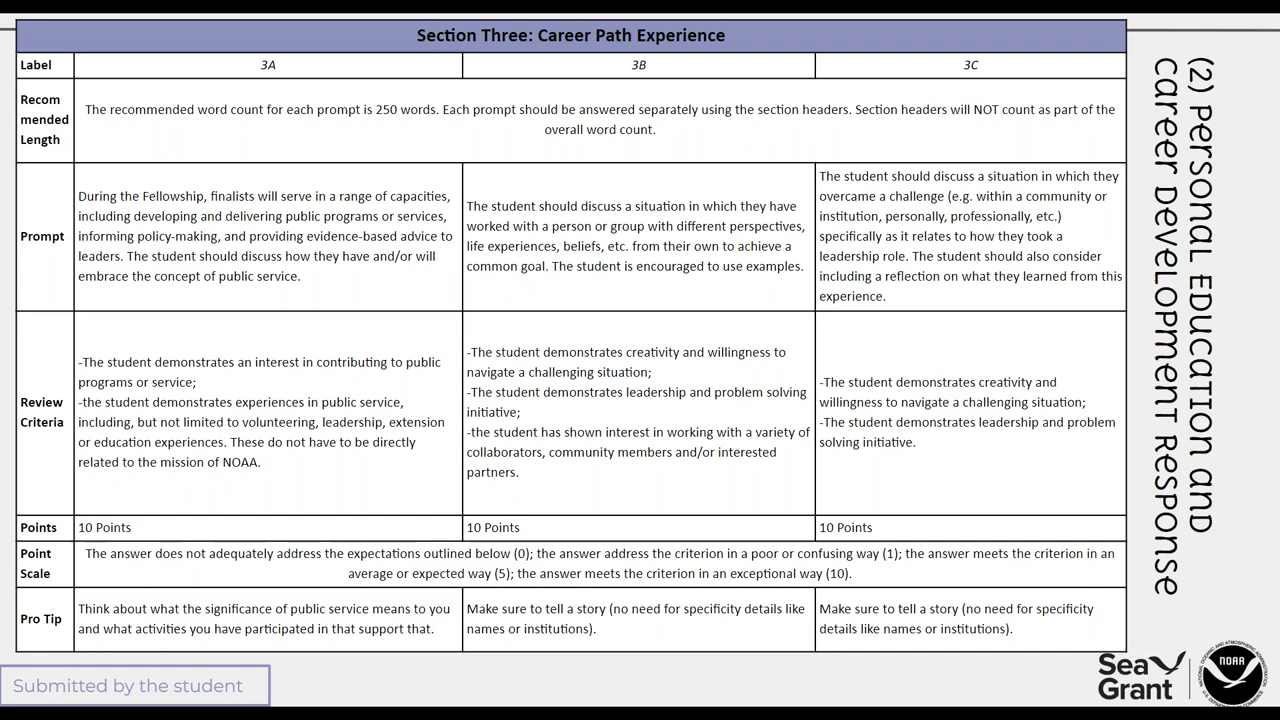 Section Three: Career Path Experience
Label
3A
3B
3C
Recom
mended
Length
The recommended word count for each prompt is 250 words. Each prompt should be answered separately using the section headers. Section headers will NOT count as part of the
overall word count.
Prompt
During the Fellowship, finalists will serve in a range of capacities,
including developing and delivering public programs or services,
informing policy-making, and providing evidence-based advice to
leaders. The student should discuss how they have and/or will
embrace the concept of public service.
The student should discuss a situation in which they have
worked with a person or group with different perspectives,
life experiences, beliefs, etc. from their own to achieve a
common goal. The student is encouraged to use examples.
The student should discuss a situation in which they
overcame a challenge (e.g. within a community or
institution, personally, professionally, etc.)
specifically as it relates to how they took a
leadership role. The student should also consider
including a reflection on what they learned from this
experience.
Review
Criteria
-The student demonstrates an interest in contributing to public
programs or service;
-the student demonstrates experiences in public service,
including, but not limited to volunteering, leadership, extension
or education experiences. These do not have to be directly
related to the mission of NOAA.
-The student demonstrates creativity and willingness to
navigate a challenging situation;
-The student demonstrates leadership and problem solving
initiative;
-the student has shown interest in working with a variety of
collaborators, community members and/or interested
partners.
-The student demonstrates creativity and
willingness to navigate a challenging situation;
-The student demonstrates leadership and problem
solving initiative.
Points
10 Points
10 Points
10 Points
Point
Scale
The answer does not adequately address the expectations outlined below (0); the answer address the criterion in a poor or confusing way (1); the answer meets the criterion in an
average or expected way (5); the answer meets the criterion in an exceptional way (10).
Pro Tip
Think about what the significance of public service means to you
and what activities you have participated in that support that.
Make sure to tell a story (no need for specificity details like
names or institutions).
Make sure to tell a story (no need for specificity
details like names or institutions).
(2) Personal Education and
Career Development Response
Submitted by the student
Sea
Grant
NOAA